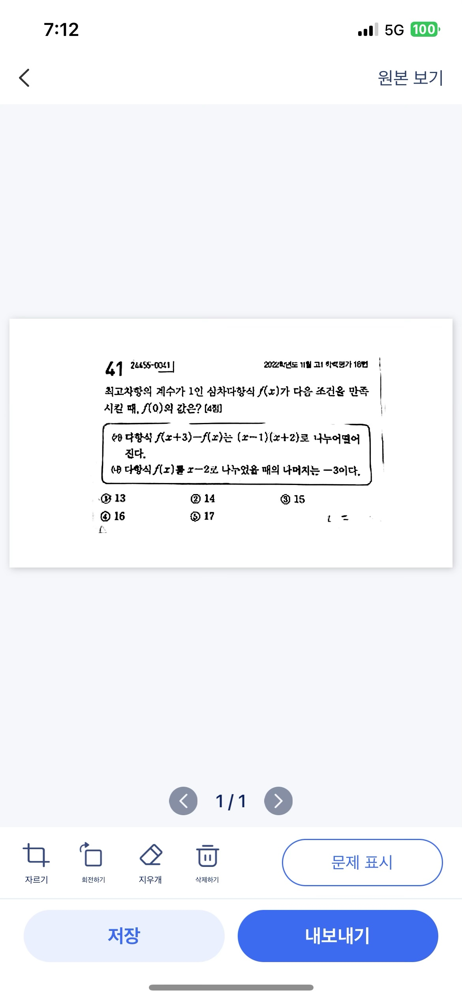 7:12 5G 100
원본 보기
41 24455-0041 2022학년도 11월 고1 학력평가 18번
최고차항의 계수가 1인 삼차다항식 f(x)가 다음 조건을 만족
시킬 때, f(0)의 값은? [4점]
(가) 다항식 f(x+3)-f(x)는 (x-1)(x+2)로 나누어떨어
진다.
(나) 다항식 f(x)를 x-2로 나누었을 때의 나머지는 -3이다.
① 13 ② 14 ③ 15
④ 16 ⑤ 17
1 / 1
자르기 회전하기 지우개 삭제하기 문제 표시
저장 내보내기